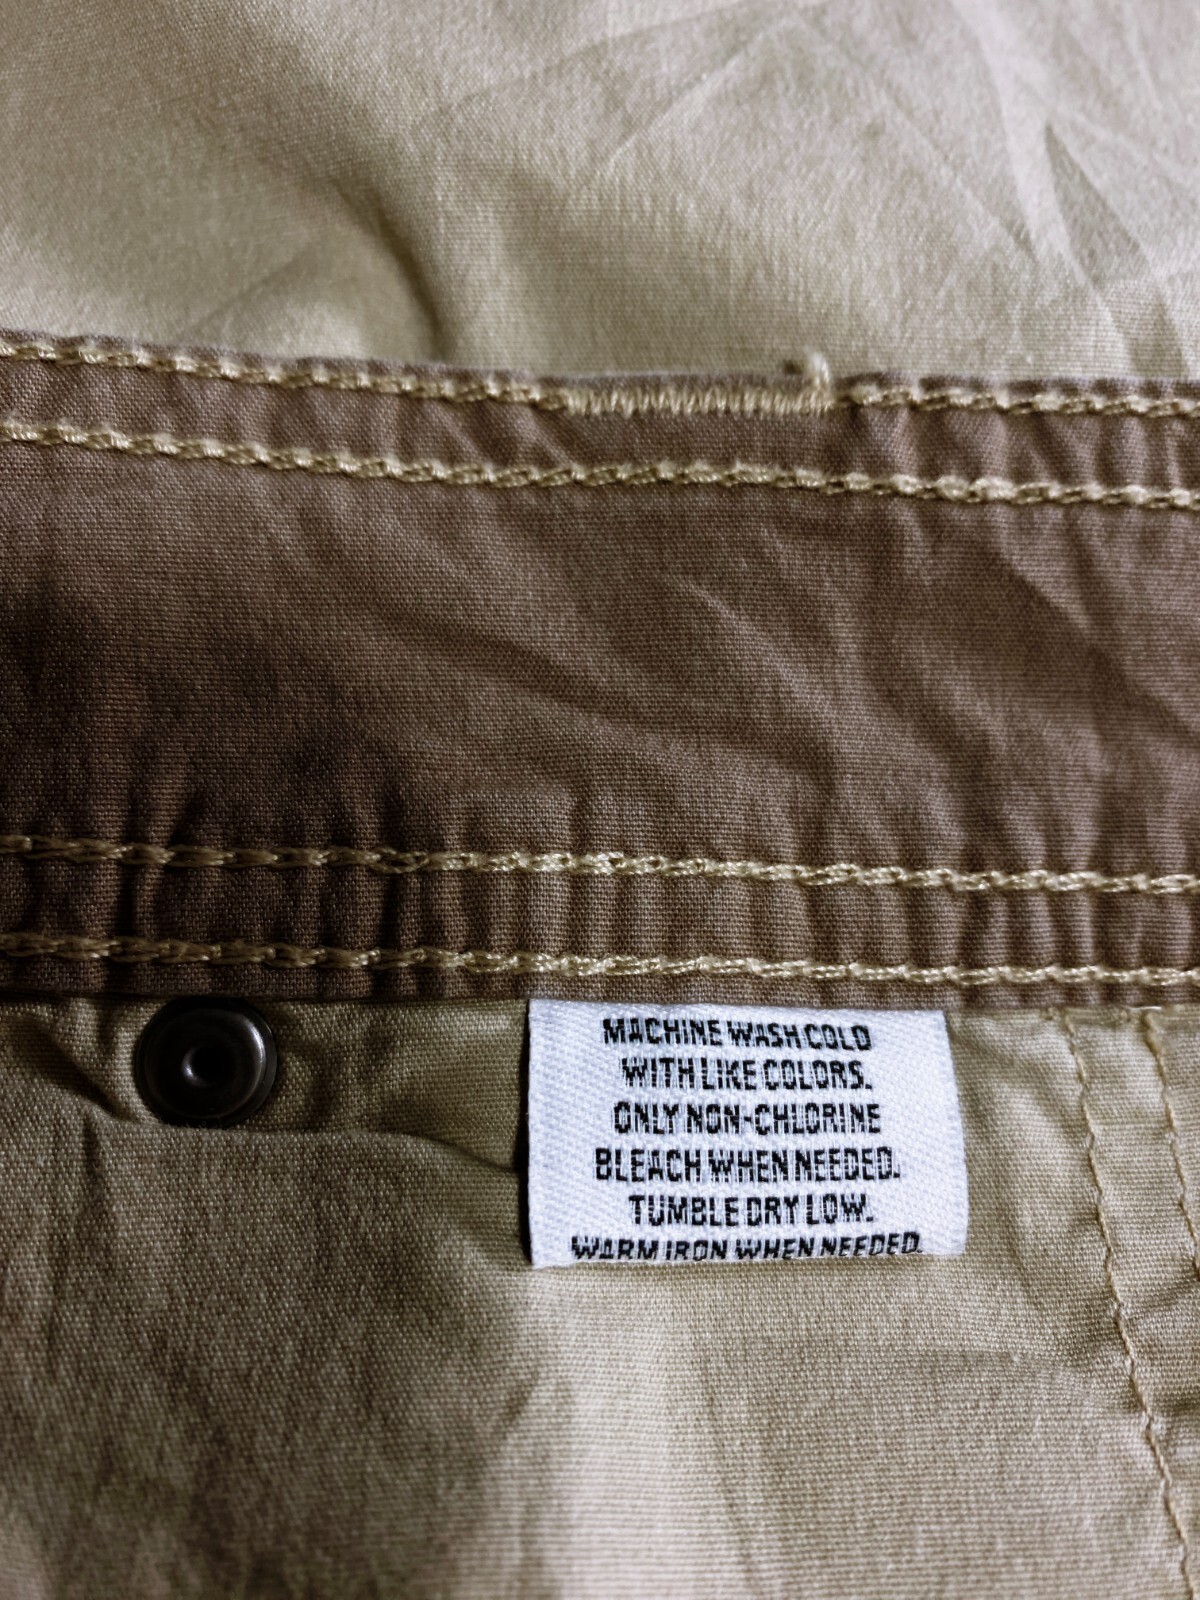 MACHINE WASH COLD
WITH LIKE COLORS.
ONLY NON-CHLORINE
BLEACH WHEN NEEDED.
TUMBLE DRY LOW.
WARM IRON WHEN NEEDED.